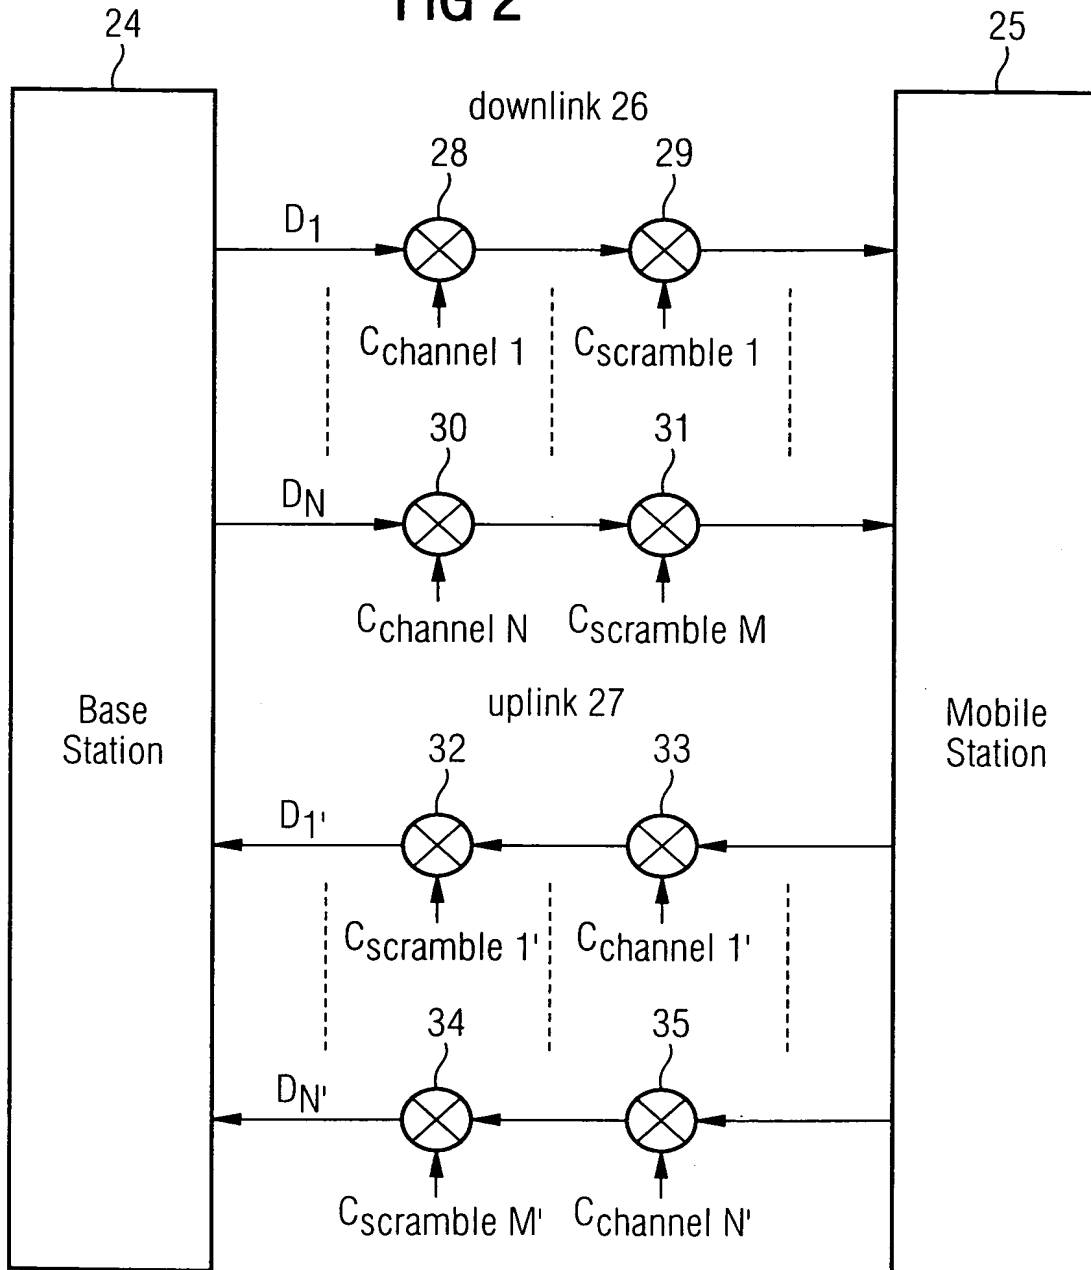 FIG 2
24
25
downlink 26
28
29
D1
Cchannel 1
Cscramble 1
30
31
DN
Cchannel N
Cscramble M
uplink 27
Base
Station
Mobile
Station
32
33
D1'
Cscramble 1'
Cchannel 1'
34
35
DN'
Cscramble M'
Cchannel N'